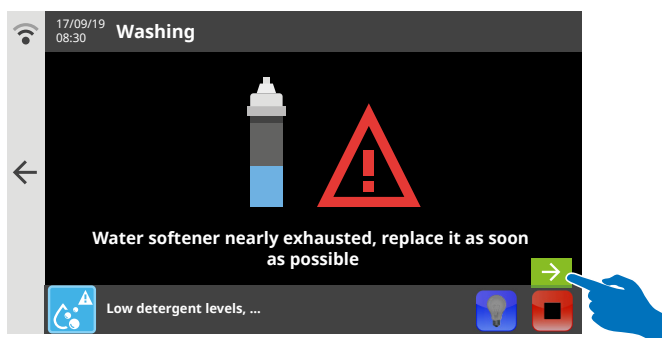 17/09/19
08:30
Washing
Water softener nearly exhausted, replace it as soon
as possible
Low detergent levels, ...